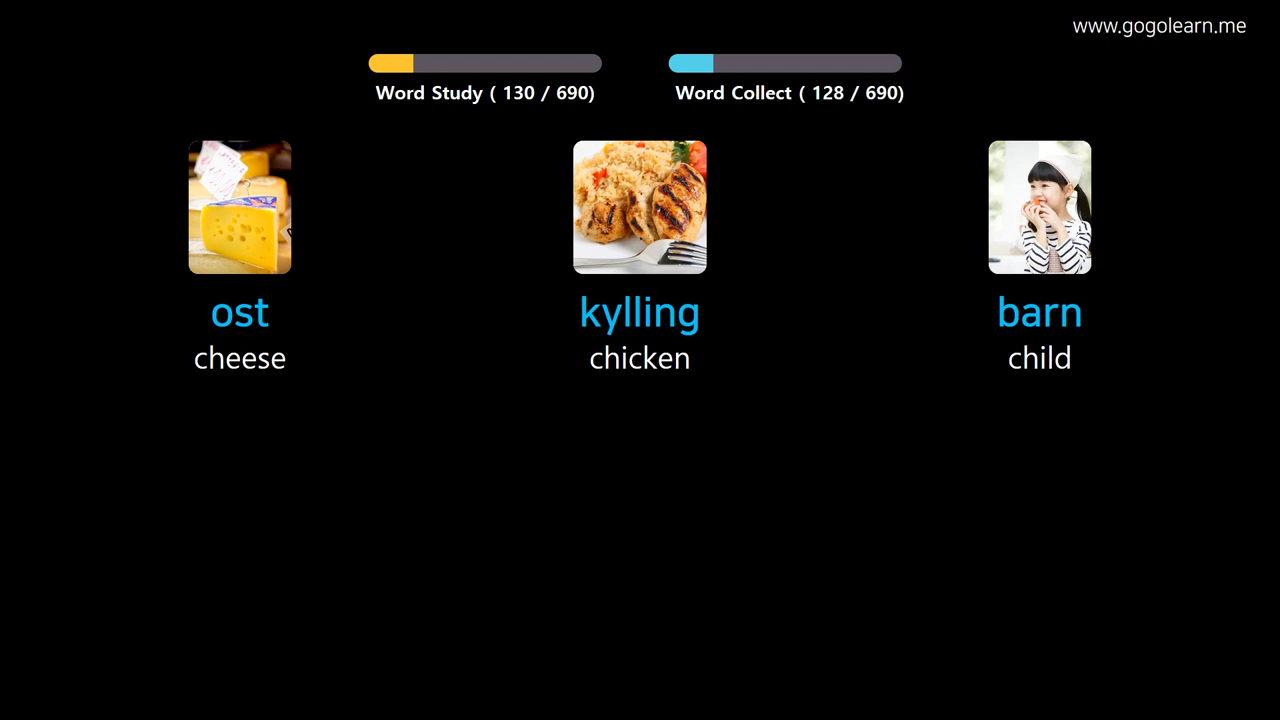 www.gogolearn.me
Word Study ( 130 / 690)
Word Collect ( 128 / 690)
ost
kylling
barn
cheese
chicken
child